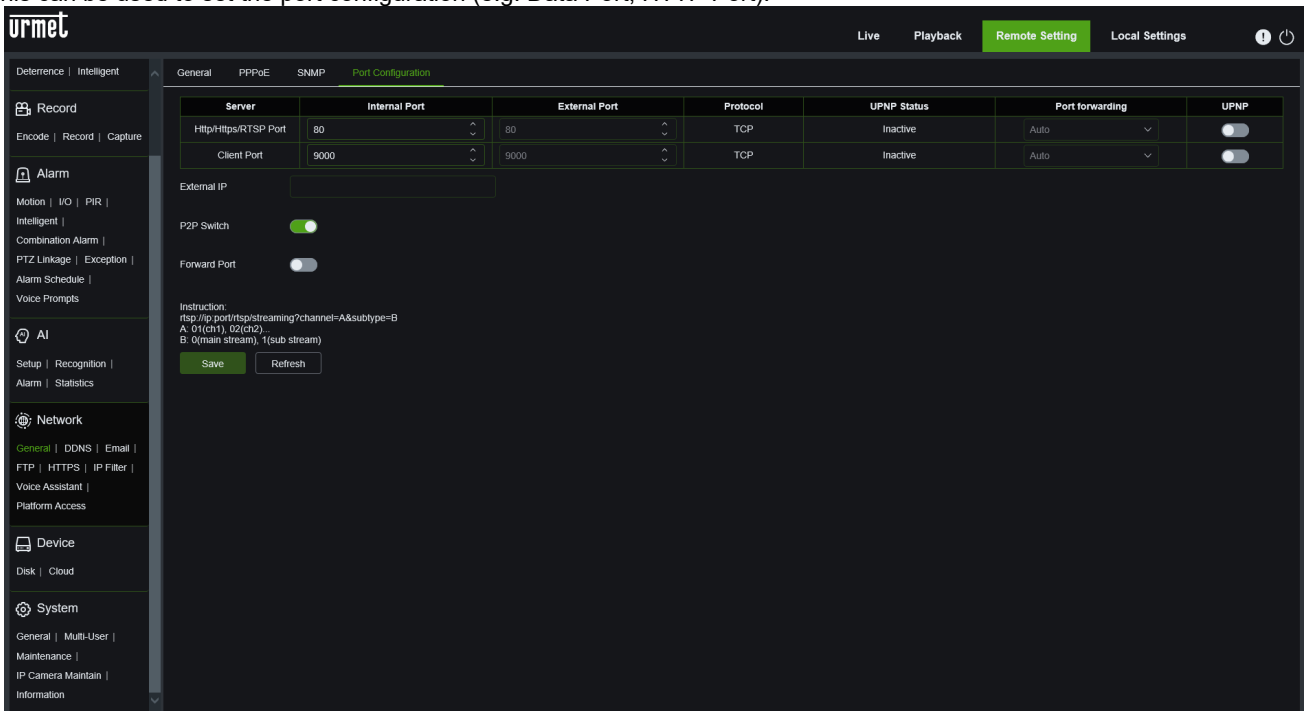 urmet
Live Playback Remote Setting Local Settings
Deterrence | Intelligent
Record
Encode | Record | Capture
Alarm
Motion | I/O | PIR |
Intelligent |
Combination Alarm |
PTZ Linkage | Exception |
Alarm Schedule |
Voice Prompts
AI
Setup | Recognition |
Alarm | Statistics
Network
General | DDNS | Email |
FTP | HTTPS | IP Filter |
Voice Assistant |
Platform Access
Device
Disk | Cloud
System
General | Multi-User |
Maintenance |
IP Camera Maintain |
Information
General PPPoE SNMP Port Configuration
Server Internal Port External Port Protocol UPNP Status Port forwarding UPNP
Http/Https/RTSP Port 80 80 TCP Inactive Auto
Client Port 9000 9000 TCP Inactive Auto
External IP
P2P Switch
Forward Port
Instruction:
rtsp://ip:port/rtsp/streaming?channel=A&subtype=B
A: 01(ch1), 02(ch2)...
B: 0(main stream), 1(sub stream)
Save Refresh